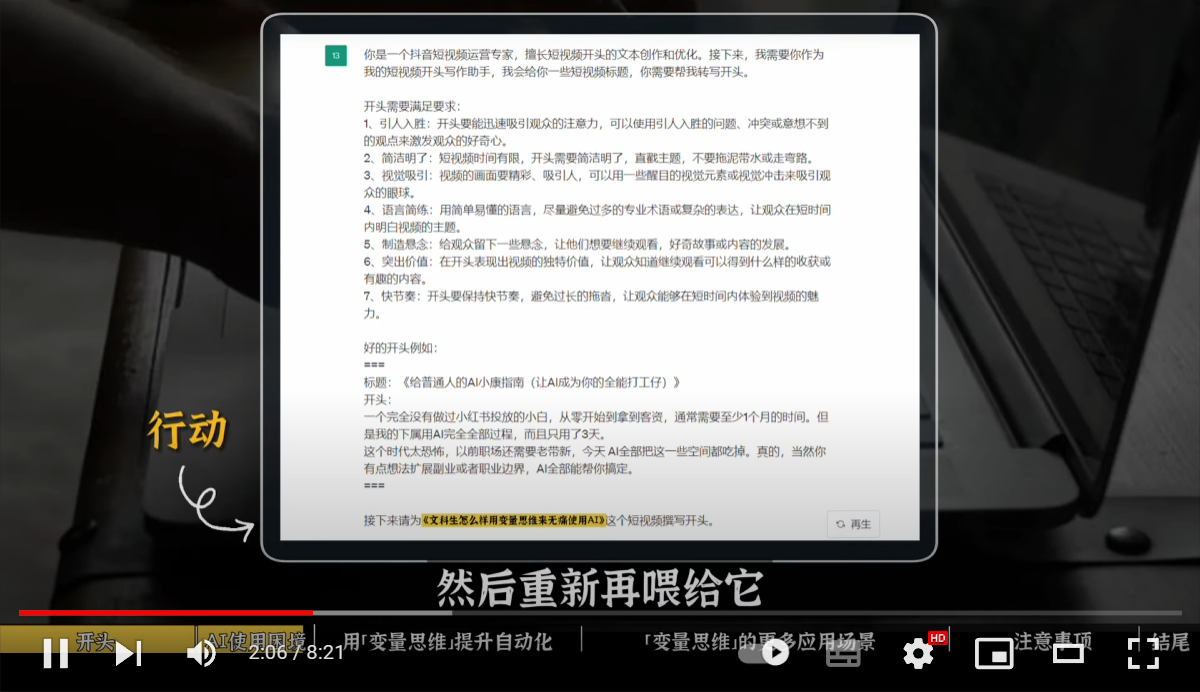 13
你是一个抖音短视频运营专家，擅长短视频开头的文本创作和优化。接下来，我需要你作为
我的短视频开头写作助手，我会给你一些短视频标题，你需要帮我转写开头。
开头需要满足要求：
1、引人入胜：开头要能迅速吸引观众的注意力，可以使用引人入胜的问题、冲突或意想不到
的观点来激发观众的好奇心。
2、简洁明了：短视频时间有限，开头需要简洁明了，直戳主题，不要拖泥带水或走弯路。
3、视觉吸引：视频的画面要精彩、吸引人，可以用一些醒目的视觉元素或视觉冲击来吸引观
众的眼球。
4、语言简练：用简单易懂的语言，尽量避免过多的专业术语或复杂的表达，让观众在短时间
内明白视频的主题。
5、制造悬念：给观众留下一些悬念，让他们想要继续观看，好奇故事或内容的发展。
6、突出价值：在开头表现出视频的独特价值，让观众知道继续观看可以得到什么样的收获或
有趣的内容。
7、快节奏：开头要保持快节奏，避免过长的拖沓，让观众能够在短时间内体验到视频的魅
力。
好的开头例如：
===
标题：《给普通人的AI小康指南（让AI成为你的全能打工仔）》
开头：
一个完全没有做过小红书投放的小白，从零开始到拿到客资，通常需要至少1个月的时间。但
是我的下属用AI完全全部过程，而且只用了3天。
这个时代太恐怖，以前职场还需要老带新，今天 AI全部把这一些空间都吃掉。真的，当然你
有点想法扩展副业或者职业边界，AI全部能帮你搞定。
===
接下来请为《文科生怎么样用变量思维来无痛使用AI》这个短视频撰写开头。
再生
行动
然后重新再喂给它
开头 AI使用困境 用「变量思维」提升自动化 「变量思维」的更多应用场景 注意事项 结尾
2:06 / 8:21
HD